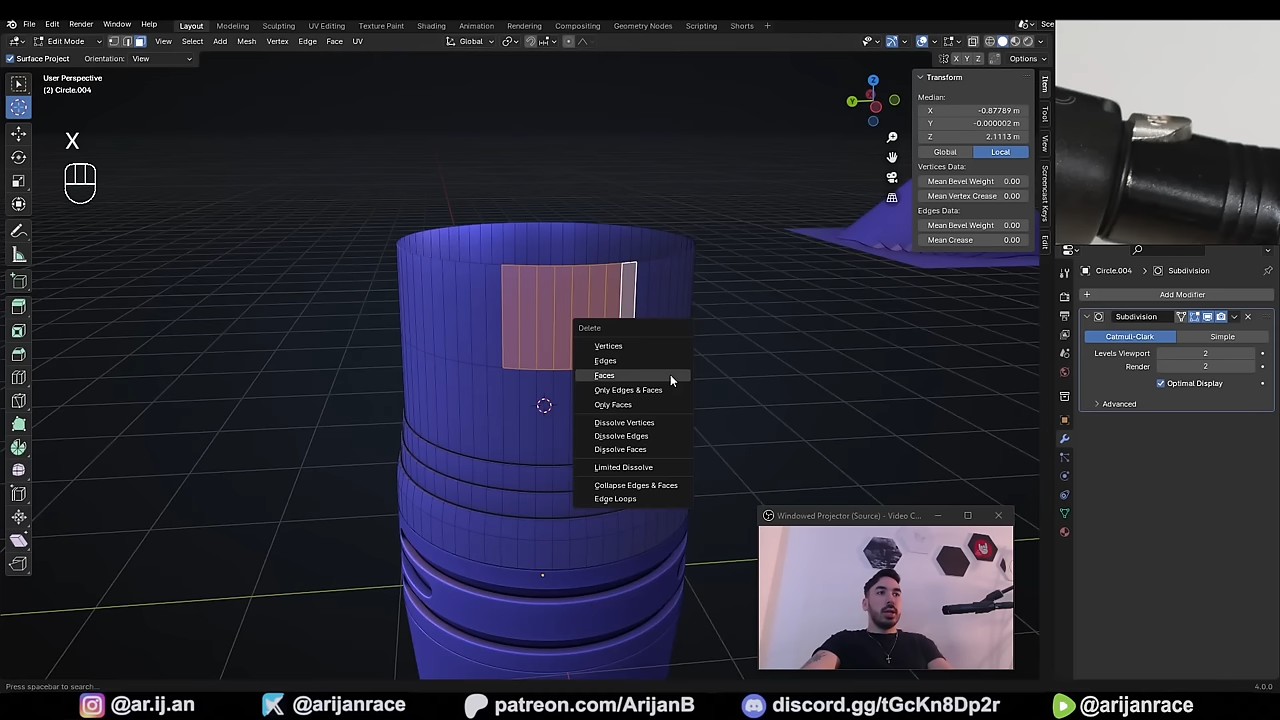 File Edit Render Window Help
Layout Modeling Sculpting UV Editing Texture Paint Shading Animation Rendering Compositing Geometry Nodes Scripting Shorts +
Sce
Edit Mode View Select Add Mesh Vertex Edge Face UV Global
Surface Project Orientation: View X Y Z Options
User Perspective
(2) Circle.004
X
Transform
Median:
X -0.87789 m
Y -0.000002 m
Z 2.1113 m
Global Local
Vertices Data:
Mean Bevel Weight 0.00
Mean Vertex Crease 0.00
Edges Data:
Mean Bevel Weight 0.00
Mean Crease 0.00
Item
Tool
View
Screencast Keys
Edit
Z
Y
Circle.004 > Subdivision
Add Modifier
Subdivision
Catmull-Clark Simple
Levels Viewport 2
Render 2
Optimal Display
Advanced
Delete
Vertices
Edges
Faces
Only Edges & Faces
Only Faces
Dissolve Vertices
Dissolve Edges
Dissolve Faces
Limited Dissolve
Collapse Edges & Faces
Edge Loops
Windowed Projector (Source) - Video C...
Press spacebar to search...
4.0.0
@ar.ij.an @arijanrace patreon.com/ArijanB discord.gg/tGcKn8Dp2r @arijanrace